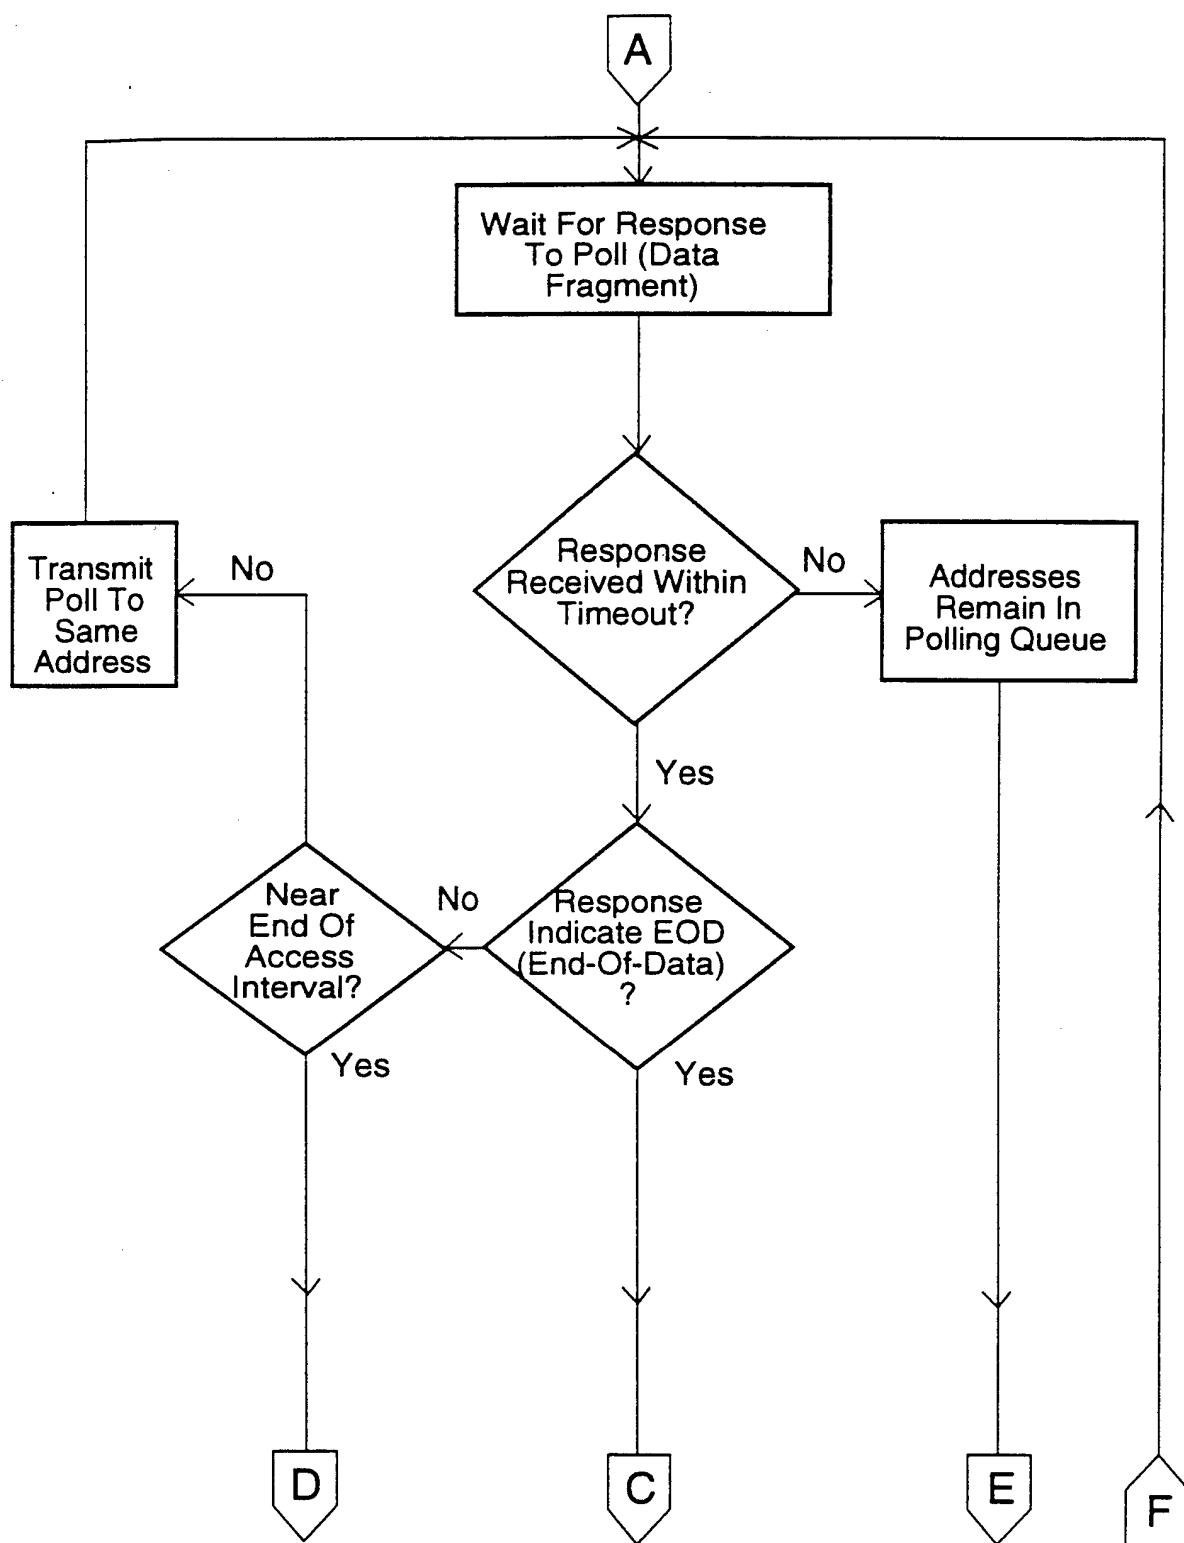 A
Wait For Response
To Poll (Data
Fragment)
Response
Received Within
Timeout?
No
Addresses
Remain In
Polling Queue
Transmit
Poll To
Same
Address
No
Yes
Near
End Of
Access
Interval?
No
Response
Indicate EOD
(End-Of-Data)
?
Yes
Yes
D
C
E
F